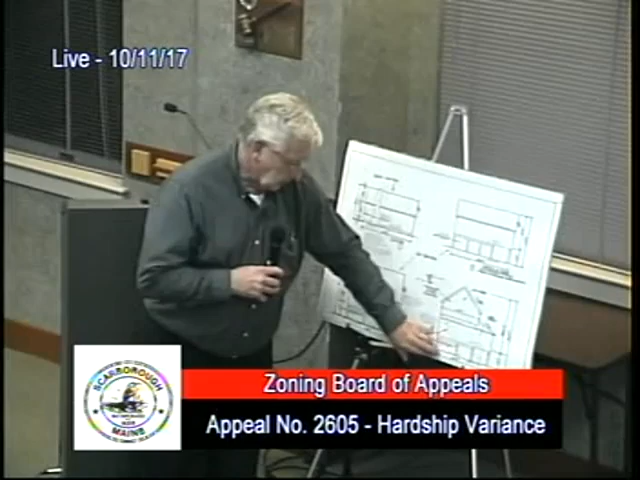 Live - 10/11/17
SCARBOROUGH
MAINE
Zoning Board of Appeals
Appeal No. 2605 - Hardship Variance